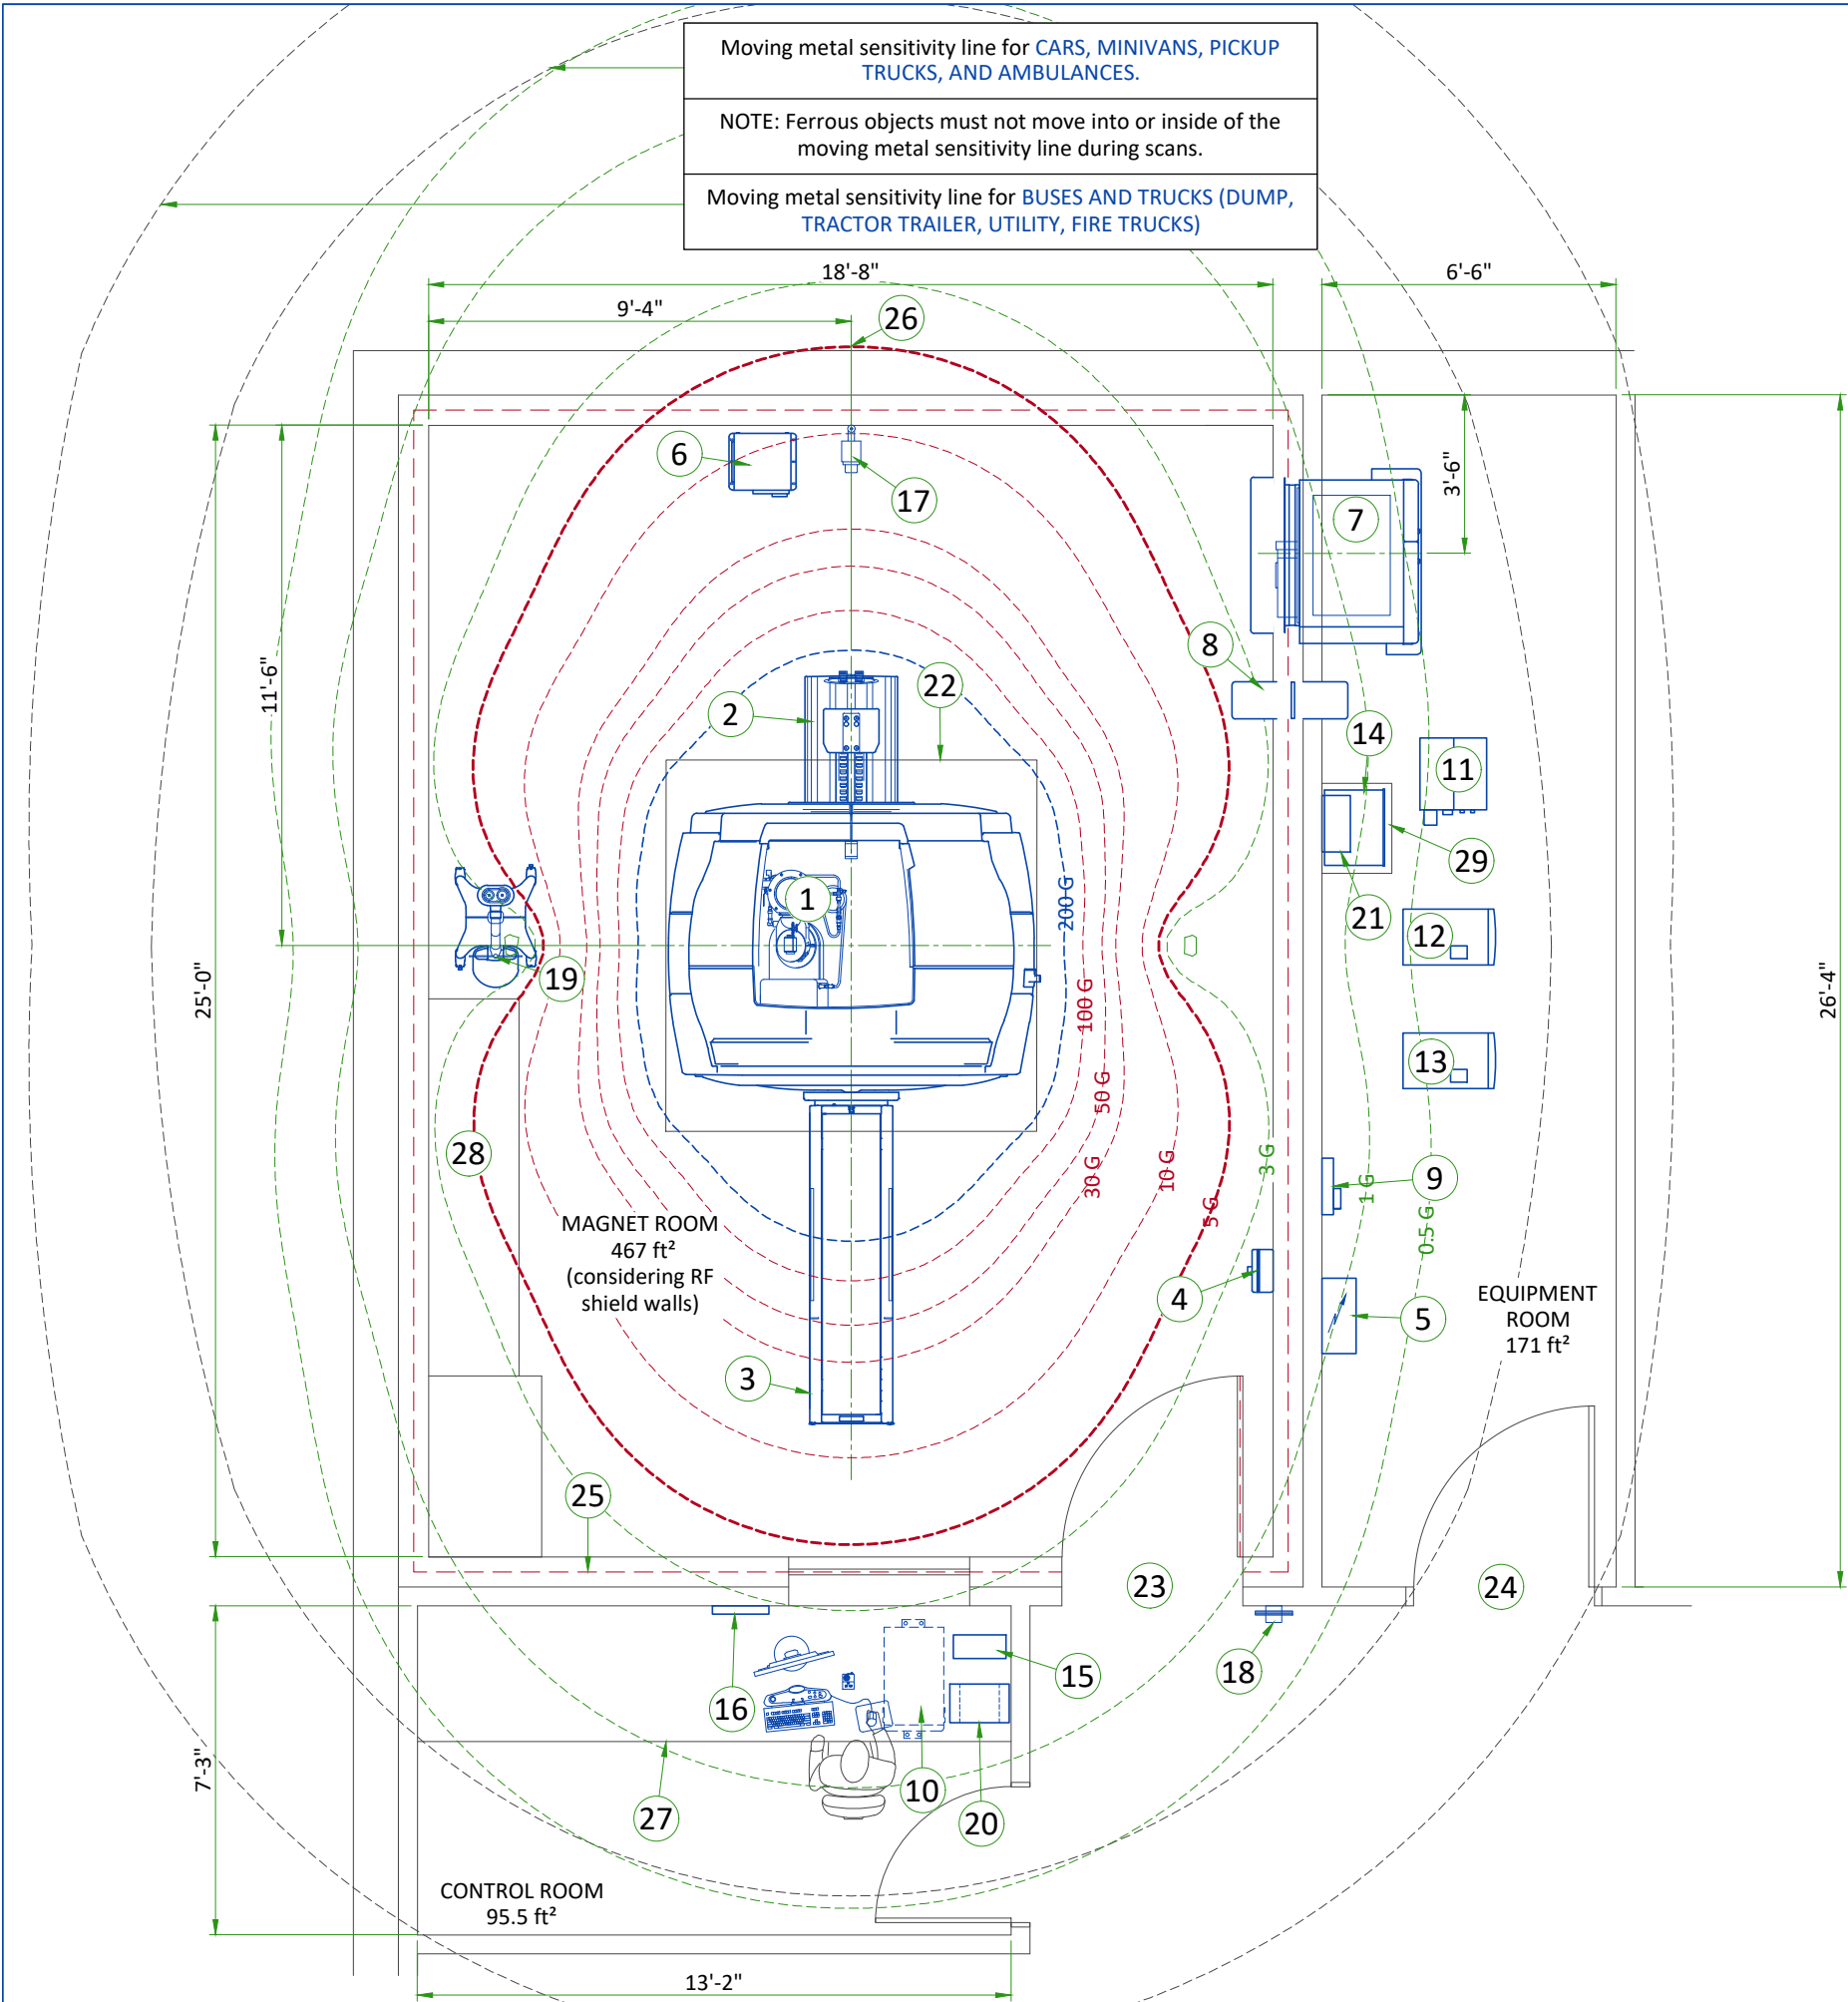 Moving metal sensitivity line for CARS, MINIVANS, PICKUP
TRUCKS, AND AMBULANCES.
NOTE: Ferrous objects must not move into or inside of the
moving metal sensitivity line during scans.
Moving metal sensitivity line for BUSES AND TRUCKS (DUMP,
TRACTOR TRAILER, UTILITY, FIRE TRUCKS)
18'-8"
6'-6"
9'-4"
26
6
17
7
3'-6"
8
11'-6"
2
22
14
11
29
1
200 G
21
12
19
25'-0"
100 G
26'-4"
13
50 G
28
30 G
10 G
3 G
9
1 G
5 G
0.5 G
MAGNET ROOM
467 ft²
(considering RF
shield walls)
4
5
EQUIPMENT
ROOM
171 ft²
3
25
23
24
15
18
16
7'-3"
10
27
20
CONTROL ROOM
95.5 ft²
13'-2"